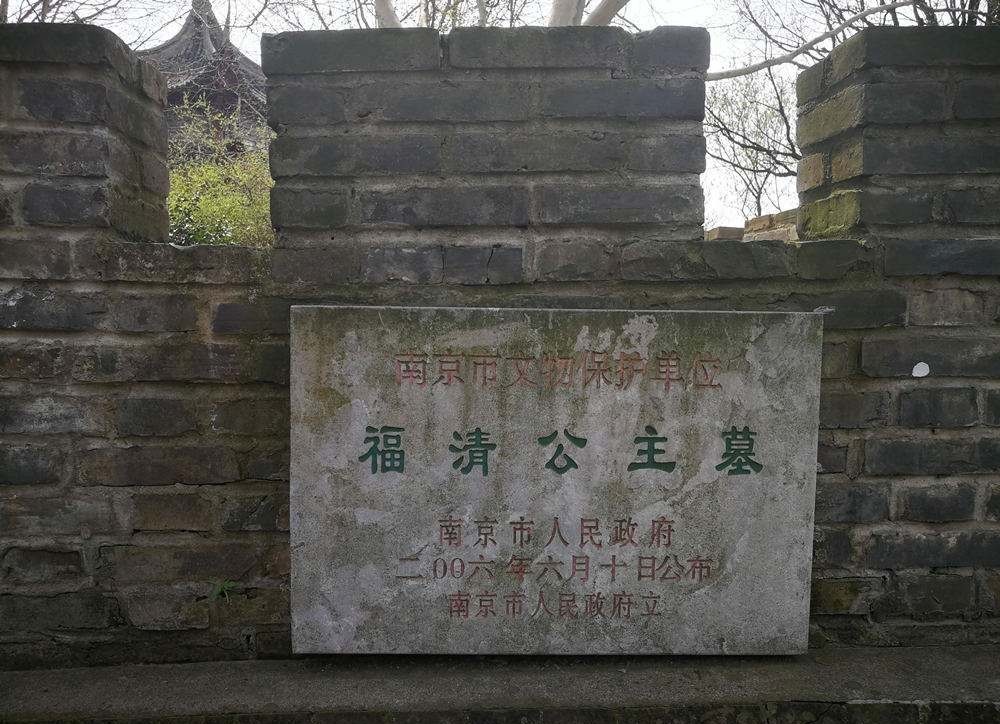 南京市文物保护单位
福清公主墓
南京市人民政府
二00六年六月十日公布
南京市人民政府立